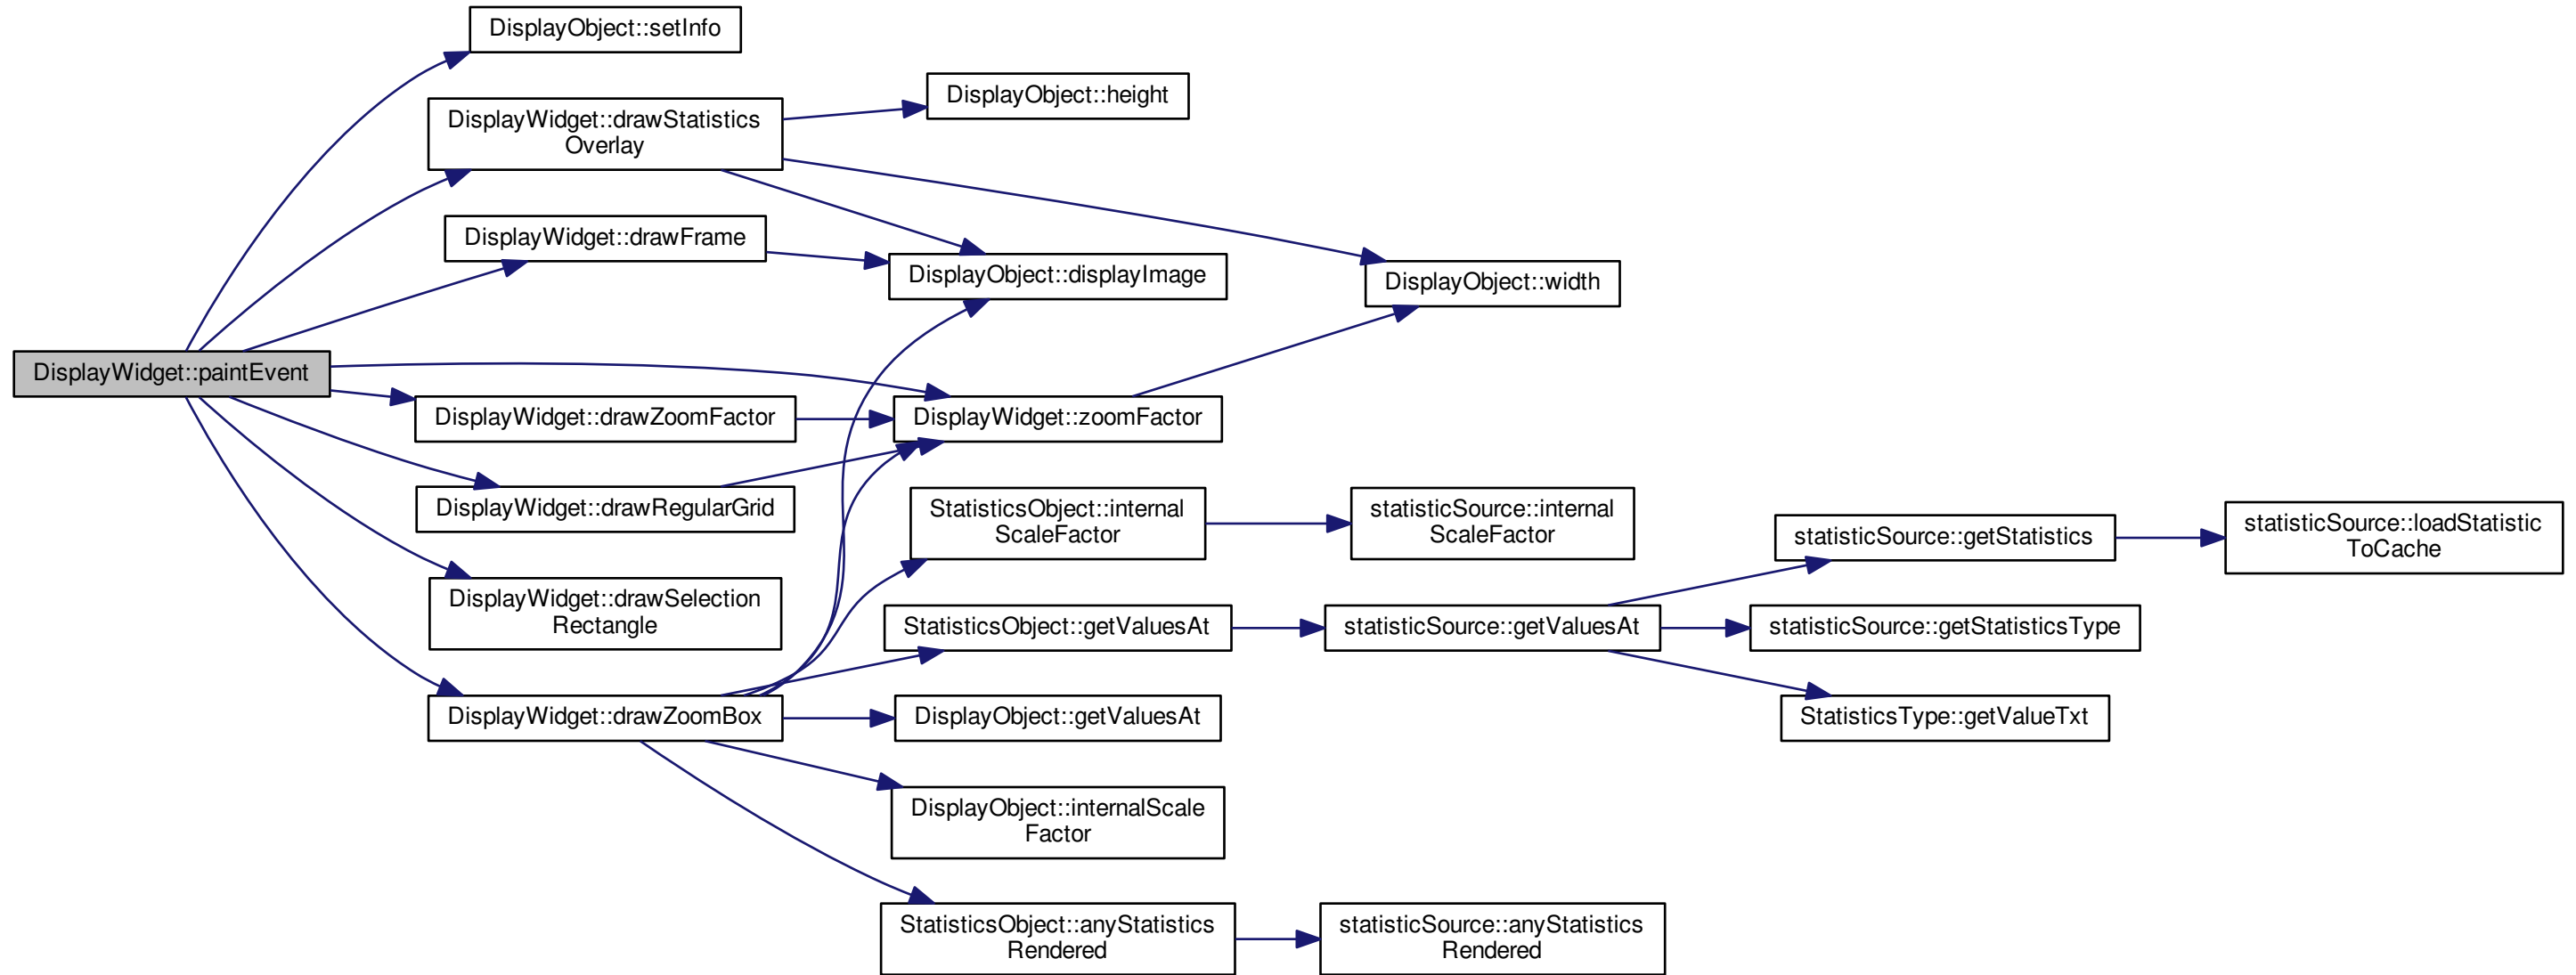 DisplayObject::setInfo
DisplayObject::height
DisplayWidget::drawStatistics
Overlay
DisplayWidget::drawFrame
DisplayObject::displayImage
DisplayObject::width
DisplayWidget::paintEvent
DisplayWidget::drawZoomFactor
DisplayWidget::zoomFactor
DisplayWidget::drawRegularGrid
StatisticsObject::internal
ScaleFactor
statisticSource::internal
ScaleFactor
statisticSource::getStatistics
statisticSource::loadStatistic
ToCache
DisplayWidget::drawSelection
Rectangle
StatisticsObject::getValuesAt
statisticSource::getValuesAt
statisticSource::getStatisticsType
DisplayWidget::drawZoomBox
DisplayObject::getValuesAt
StatisticsType::getValueTxt
DisplayObject::internalScale
Factor
StatisticsObject::anyStatistics
Rendered
statisticSource::anyStatistics
Rendered